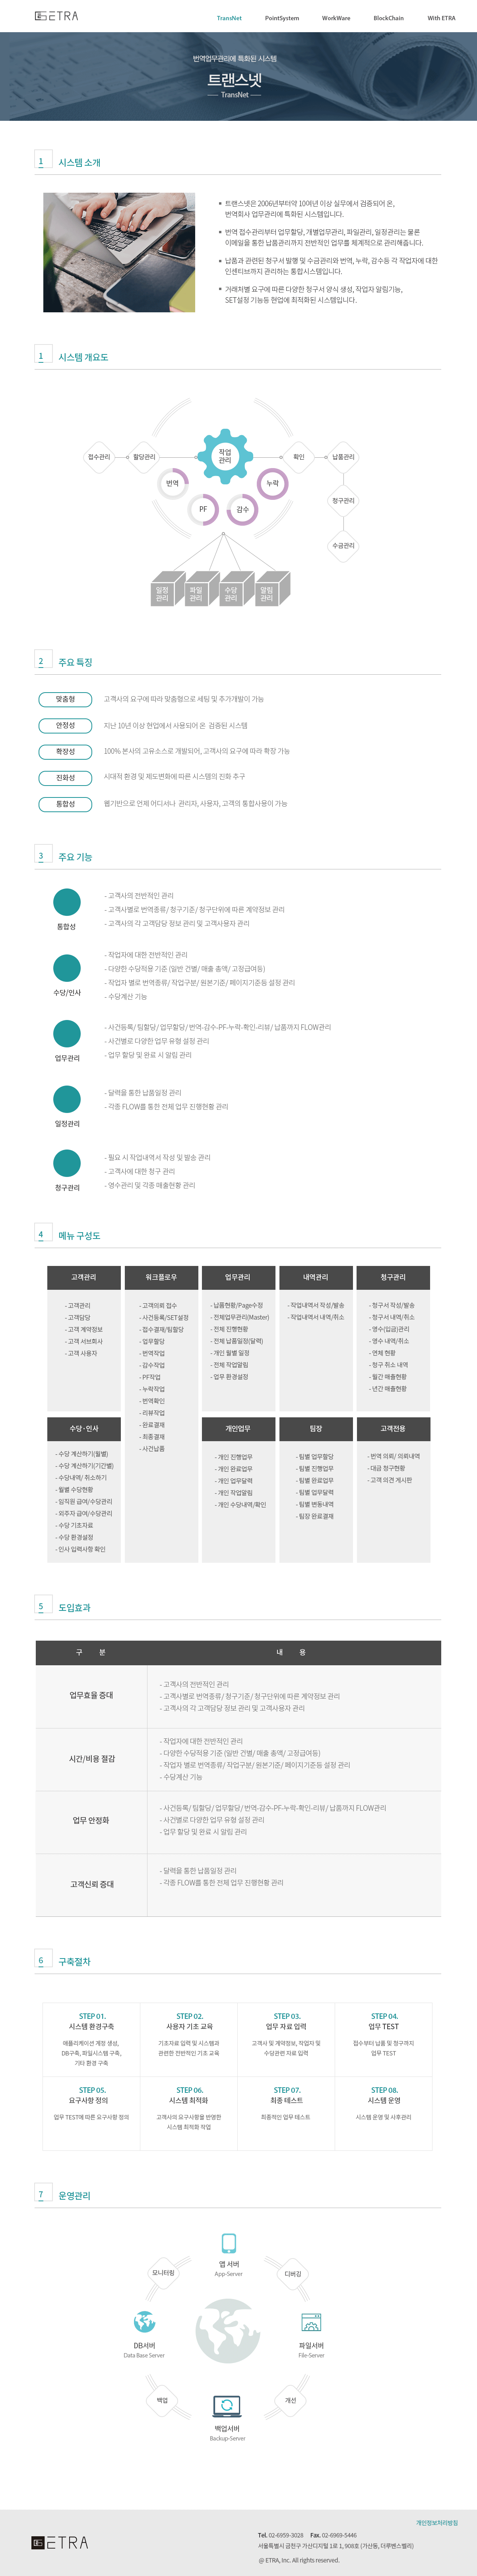 ETRA
TransNet PointSystem WorkWare BlockChain With ETRA
번역업무관리에 특화된 시스템
트랜스넷
TransNet
1 시스템 소개
트랜스넷은 2006년부터약 10여년 이상 실무에서 검증되어 온,
번역회사 업무관리에 특화된 시스템입니다.
번역 접수관리부터 업무할당, 개별업무관리, 파일관리, 일정관리는 물론
이메일을 통한 납품관리까지 전반적인 업무를 체계적으로 관리해줍니다.
납품과 관련된 청구서 발행 및 수금관리와 번역, 누락, 감수등 각 작업자에 대한
인센티브까지 관리하는 통합시스템입니다.
거래처별 요구에 따른 다양한 청구서 양식 생성, 작업자 알림기능,
SET설정 기능등 현업에 최적화된 시스템입니다.
1 시스템 개요도
접수관리 할당관리 작업
관리 확인 납품관리
번역 누락
PF 감수
청구관리
수금관리
일정
관리
파일
관리
수당
관리
알림
관리
2 주요 특징
맞춤형 고객사의 요구에 따라 맞춤형으로 세팅 및 추가개발이 가능
안정성 지난 10년 이상 현업에서 사용되어 온 검증된 시스템
확장성 100% 본사의 고유소스로 개발되어, 고객사의 요구에 따라 확장 가능
진화성 시대적 환경 및 제도변화에 따른 시스템의 진화 추구
통합성 웹기반으로 언제 어디서나 관리자, 사용자, 고객의 통합사용이 가능
3 주요 기능
통합성
- 고객사의 전반적인 관리
- 고객사별로 번역종류/ 청구기준/ 청구단위에 따른 계약정보 관리
- 고객사의 각 고객담당 정보 관리 및 고객사용자 관리
수당/인사
- 작업자에 대한 전반적인 관리
- 다양한 수당적용 기준 (일반 건별/ 매출 총액/ 고정급여등)
- 작업자 별로 번역종류/ 작업구분/ 원본기준/ 페이지기준등 설정 관리
- 수당계산 기능
업무관리
- 사건등록/ 팀할당/ 업무할당/ 번역-감수-PF-누락-확인-리뷰/ 납품까지 FLOW관리
- 사건별로 다양한 업무 유형 설정 관리
- 업무 할당 및 완료 시 알림 관리
일정관리
- 달력을 통한 납품일정 관리
- 각종 FLOW를 통한 전체 업무 진행현황 관리
청구관리
- 필요 시 작업내역서 작성 및 발송 관리
- 고객사에 대한 청구 관리
- 영수관리 및 각종 매출현황 관리
4 메뉴 구성도
고객관리
- 고객관리
- 고객담당
- 고객 계약정보
- 고객 서브회사
- 고객 사용자
워크플로우
- 고객의뢰 접수
- 사건등록/SET설정
- 접수결재/팀할당
- 업무할당
- 번역작업
- 감수작업
- PF작업
- 누락작업
- 번역확인
- 리뷰작업
- 완료결재
- 최종결재
- 사건납품
업무관리
- 납품현황/Page수정
- 전체업무관리(Master)
- 전체 진행현황
- 전체 납품일정(달력)
- 개인 월별 일정
- 전체 작업알림
- 업무 환경설정
내역관리
- 작업내역서 작성/발송
- 작업내역서 내역/취소
청구관리
- 청구서 작성/발송
- 청구서 내역/취소
- 영수(입금)관리
- 영수 내역/취소
- 연체 현황
- 청구 취소 내역
- 월간 매출현황
- 년간 매출현황
수당·인사
- 수당 계산하기(월별)
- 수당 계산하기(기간별)
- 수당내역/ 취소하기
- 월별 수당현황
- 임직원 급여/수당관리
- 외주자 급여/수당관리
- 수당 기초자료
- 수당 환경설정
- 인사 입력사항 확인
개인업무
- 개인 진행업무
- 개인 완료업무
- 개인 업무달력
- 개인 작업알림
- 개인 수당내역/확인
팀장
- 팀별 업무할당
- 팀별 진행업무
- 팀별 완료업무
- 팀별 업무달력
- 팀별 변동내역
- 팀장 완료결재
고객전용
- 번역 의뢰/ 의뢰내역
- 대금 청구현황
- 고객 의견 게시판
5 도입효과
구 분 내 용
업무효율 증대
- 고객사의 전반적인 관리
- 고객사별로 번역종류/ 청구기준/ 청구단위에 따른 계약정보 관리
- 고객사의 각 고객담당 정보 관리 및 고객사용자 관리
시간/비용 절감
- 작업자에 대한 전반적인 관리
- 다양한 수당적용 기준 (일반 건별/ 매출 총액/ 고정급여등)
- 작업자 별로 번역종류/ 작업구분/ 원본기준/ 페이지기준등 설정 관리
- 수당계산 기능
업무 안정화
- 사건등록/ 팀할당/ 업무할당/ 번역-감수-PF-누락-확인-리뷰/ 납품까지 FLOW관리
- 사건별로 다양한 업무 유형 설정 관리
- 업무 할당 및 완료 시 알림 관리
고객신뢰 증대
- 달력을 통한 납품일정 관리
- 각종 FLOW를 통한 전체 업무 진행현황 관리
6 구축절차
STEP 01.
시스템 환경구축
애플리케이션 계정 생성,
DB구축, 파일시스템 구축,
기타 환경 구축
STEP 02.
사용자 기초 교육
기초자료 입력 및 시스템과
관련한 전반적인 기초 교육
STEP 03.
업무 자료 입력
고객사 및 계약정보, 작업자 및
수당관련 자료 입력
STEP 04.
업무 TEST
접수부터 납품 및 청구까지
업무 TEST
STEP 05.
요구사항 정의
업무 TEST에 따른 요구사항 정의
STEP 06.
시스템 최적화
고객사의 요구사항을 반영한
시스템 최적화 작업
STEP 07.
최종 테스트
최종적인 업무 테스트
STEP 08.
시스템 운영
시스템 운영 및 사후관리
7 운영관리
앱 서버
App-Server
모니터링 디버깅
DB서버
Data Base Server
파일서버
File-Server
백업 개선
백업서버
Backup-Server
개인정보처리방침
ETRA
Tel. 02-6959-3028 Fax. 02-6969-5446
서울특별시 금천구 가산디지털 1로 1, 908호 (가산동, 더루벤스벨리)
@ ETRA, Inc. All rights reserved.